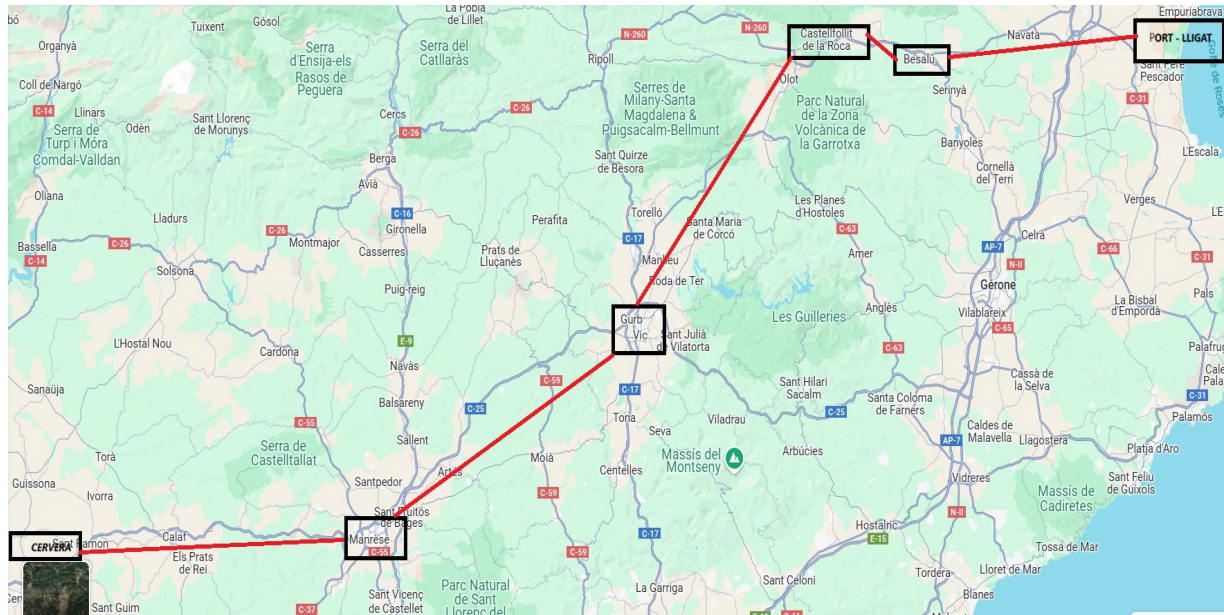 La Pobla
de Lillet
Empuriabrava
Tuixent
Gósol
N-260
Castellfollit
de la Roca
Navata
PORT - LLIGAT
Organyà
Serra
d'Ensija-els
Rasos de
Peguera
Serra del
Catllaràs
N-260
Ripoll
Besalú
Sant Pere
Pescador
Golfe de Roses
Coll de Nargó
Olot
Serinyà
C-14
Llinars
Odèn
Sant Llorenç
de Morunys
Cercs
C-26
Serres de
Milany-Santa
Magdalena &
Puigsacalm-Bellmunt
Parc Natural
de la Zona
Volcànica de
la Garrotxa
C-31
Serra de
Turp i Móra
Comdal-Valldan
C-26
Berga
Banyoles
L'Escala
Sant Quirze
de Besora
Cornellà
del Terri
Oliana
Avià
Verges
Lladurs
C-16
Gironella
Perafita
Torelló
Santa Maria
de Corcó
Les Planes
d'Hostoles
C-26
Montmajor
C-63
Celrà
Bassella
C-14
C-26
Casserres
Prats de
Lluçanès
C-17
AP-7
C-66
Solsona
Manlleu
Amer
N-II
C-31
Roda de Ter
Puig-reig
Gérone
Pals
Anglès
La Bisbal
d'Empordà
Gurb
Vic
Les Guilleries
Vilablareix
C-65
L'Hostal Nou
E-9
Sant Julià
de Vilatorta
C-63
Cardona
Navàs
Palafrug
C-59
Cassà de
la Selva
Sanaüja
C-17
Sant Hilari
Sacalm
C-31
Balsareny
C-25
Santa Coloma
de Farners
C-25
Palamós
C-55
Tona
Viladrau
Caldes de
Malavella
Serra de
Castelltallat
Sallent
Seva
AP-7
Llagostera
Platja d'Aro
Torà
Moià
Massís del
Montseny
Arbúcies
Artés
Centelles
Guissona
Ivorra
Santpedor
C-59
Vidreres
Sant Feliu
de Guíxols
Massís de
Cadiretes
Sant Fruitós
de Bages
N-II
Hostalric
Sant Ramon
CERVERA
Calaf
Manrèse
C-17
E-15
Tossa de Mar
C-55
C-59
Els Prats
de Rei
Tordera
Lloret de Mar
Sant Celoni
La Garriga
Blanes
Sant Vicenç
de Castellet
Parc Natural
de Sant
Llorenç del
Sant Guim
C-37